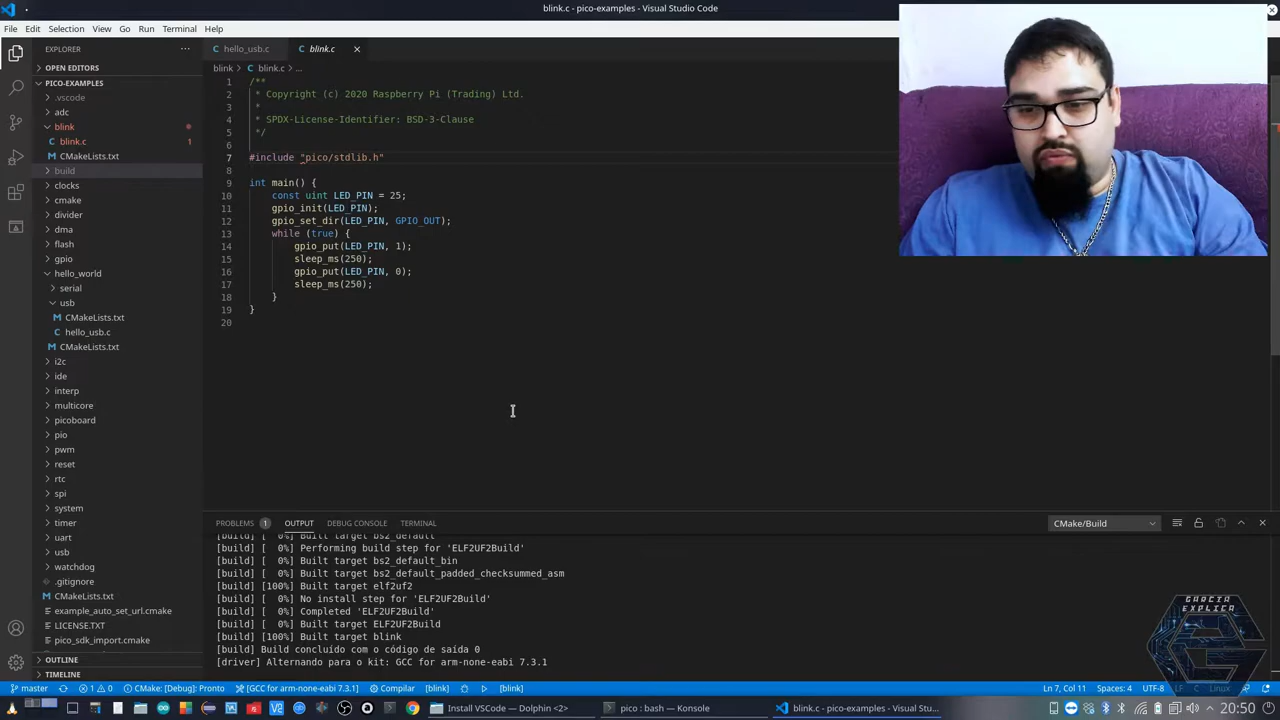 blink.c - pico-examples - Visual Studio Code
File Edit Selection View Go Run Terminal Help
EXPLORER
OPEN EDITORS
PICO-EXAMPLES
.vscode
adc
blink
blink.c 1
CMakeLists.txt
build
clocks
cmake
divider
dma
flash
gpio
hello_world
serial
usb
CMakeLists.txt
hello_usb.c
CMakeLists.txt
i2c
ide
interp
multicore
picoboard
pio
pwm
reset
rtc
spi
system
timer
uart
usb
watchdog
.gitignore
CMakeLists.txt
example_auto_set_url.cmake
LICENSE.TXT
pico_sdk_import.cmake
OUTLINE
TIMELINE
hello_usb.c blink.c
blink > blink.c > ...
1 /**
2 * Copyright (c) 2020 Raspberry Pi (Trading) Ltd.
3 *
4 * SPDX-License-Identifier: BSD-3-Clause
5 */
6
7 #include "pico/stdlib.h"
8
9 int main() {
10 const uint LED_PIN = 25;
11 gpio_init(LED_PIN);
12 gpio_set_dir(LED_PIN, GPIO_OUT);
13 while (true) {
14 gpio_put(LED_PIN, 1);
15 sleep_ms(250);
16 gpio_put(LED_PIN, 0);
17 sleep_ms(250);
18 }
19 }
20
PROBLEMS 1 OUTPUT DEBUG CONSOLE TERMINAL CMake/Build
[build] [  0%] Built target bs2_default
[build] [  0%] Performing build step for 'ELF2UF2Build'
[build] [  0%] Built target bs2_default_bin
[build] [  0%] Built target bs2_default_padded_checksummed_asm
[build] [100%] Built target elf2uf2
[build] [  0%] No install step for 'ELF2UF2Build'
[build] [  0%] Completed 'ELF2UF2Build'
[build] [  0%] Built target ELF2UF2Build
[build] [100%] Built target blink
[build] Build concluído com o código de saída 0
[driver] Alternando para o kit: GCC for arm-none-eabi 7.3.1
GARCIA
EXPLICA
master 1 0 CMake: [Debug]: Pronto [GCC for arm-none-eabi 7.3.1] Compilar [blink] [blink] Ln 7, Col 11 Spaces: 4 UTF-8 LF C Linux
Install VSCode — Dolphin <2> pico : bash — Konsole blink.c - pico-examples - Visual Stu... 20:50